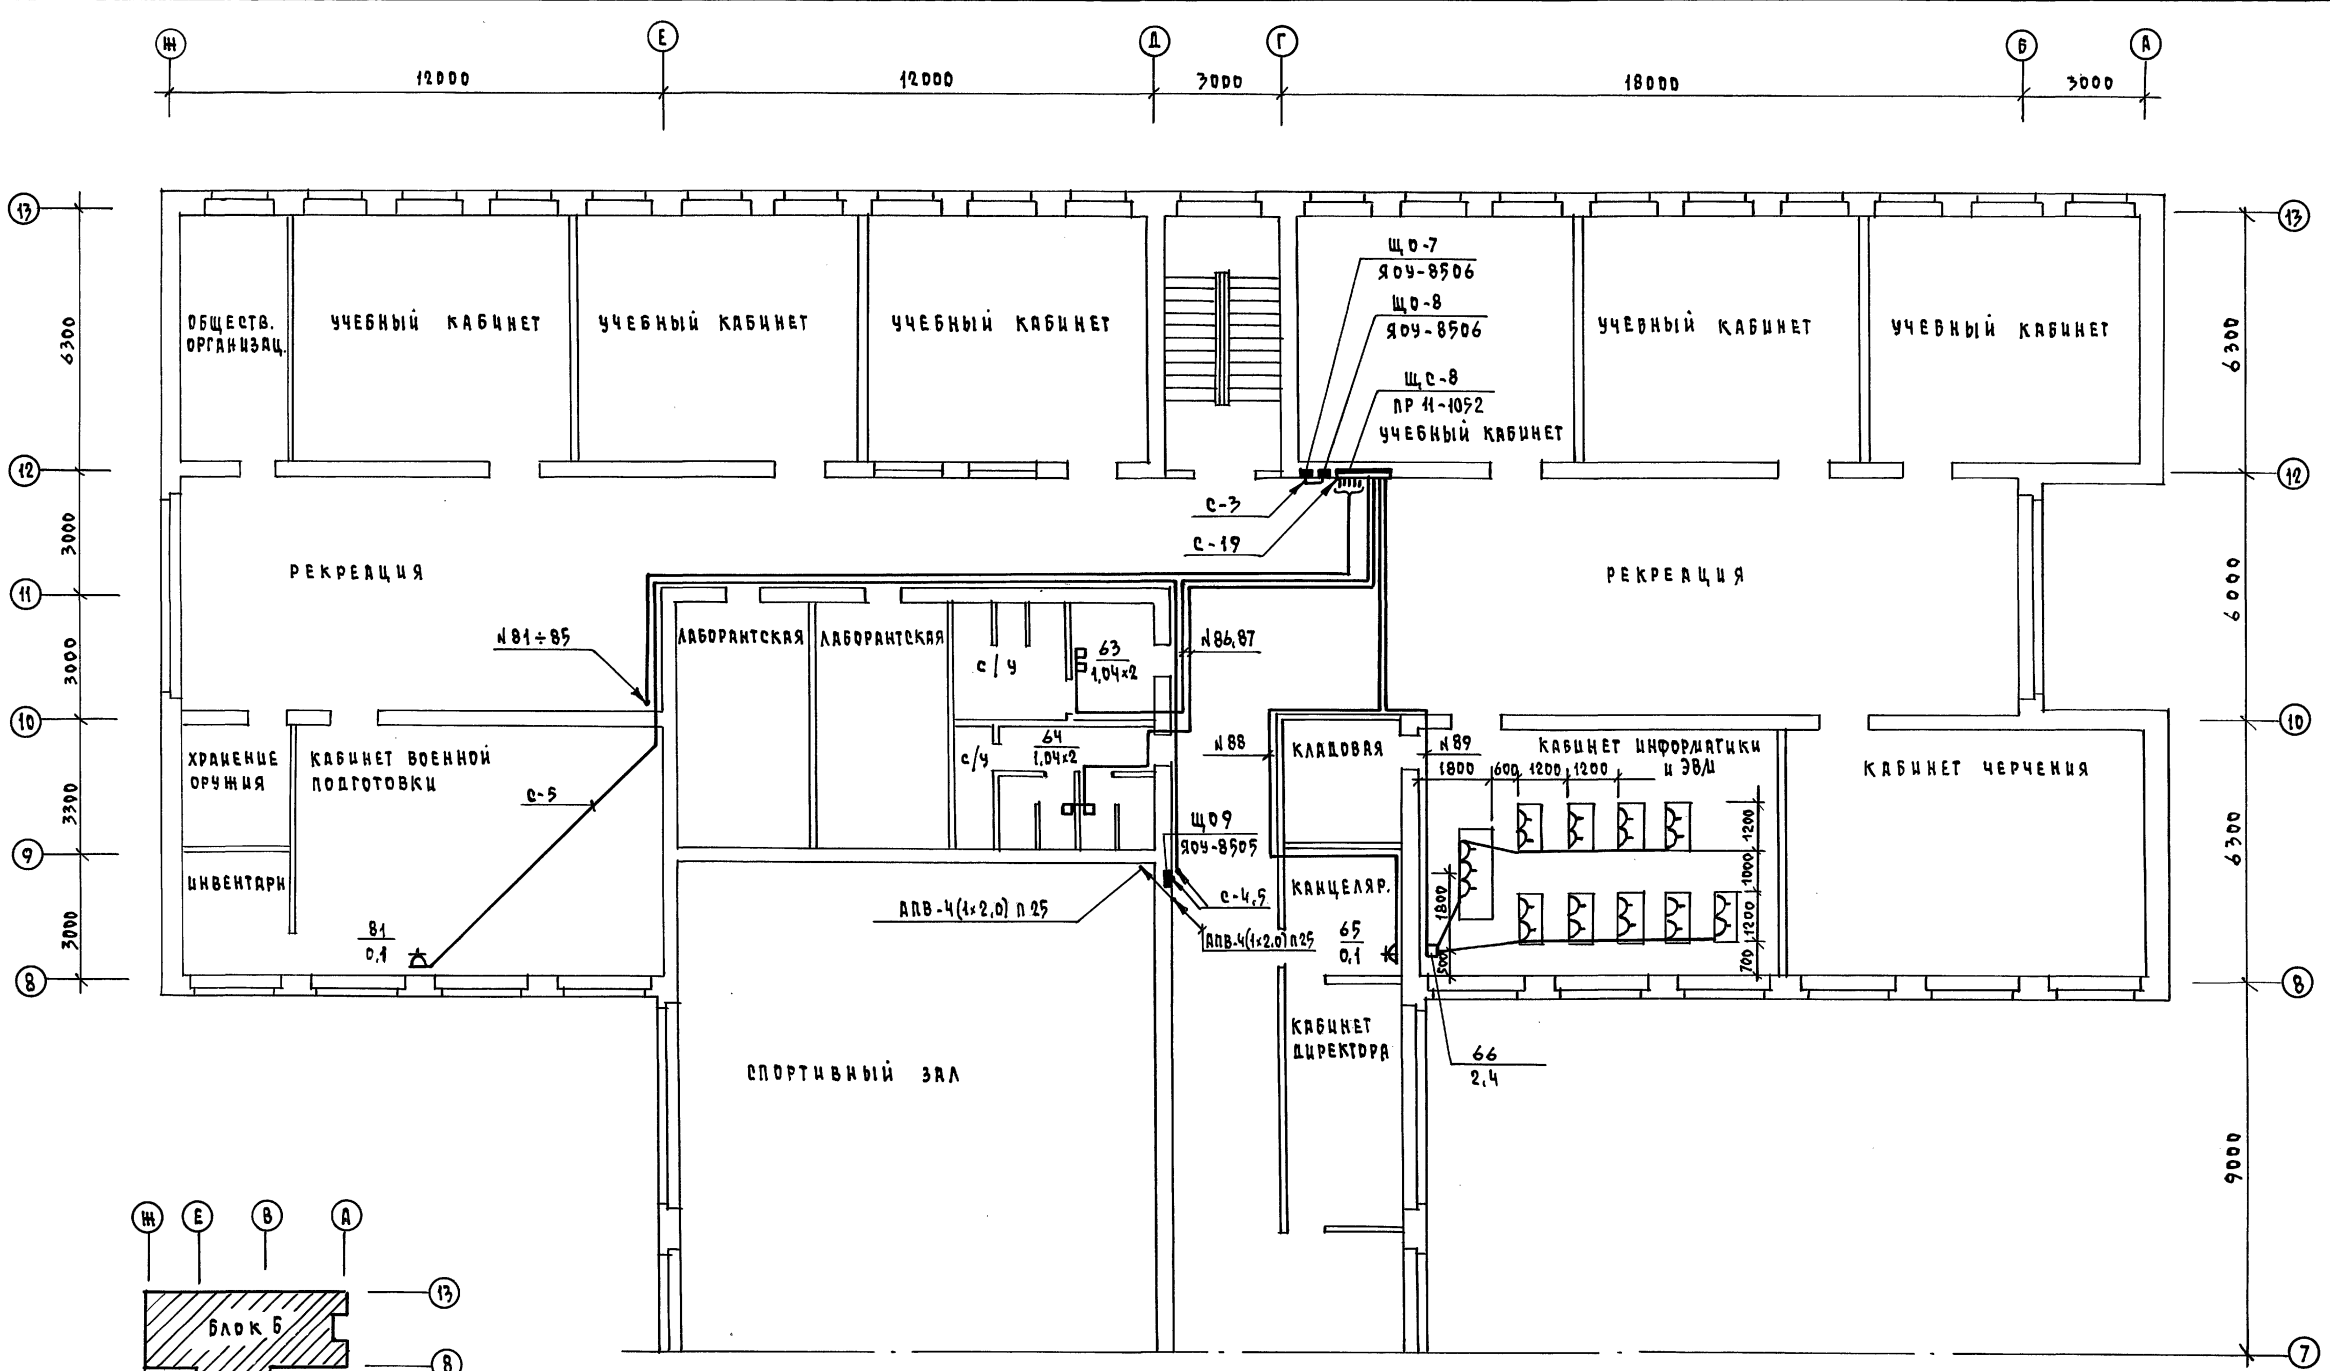 Ж Е Д Г Б А
12000 12000 3000 18000 3000
13 13
ЩО-7
ЯОУ-8506
ЩО-8
ЯОУ-8506
ЩС-8
ПР 11-1052
УЧЕБНЫЙ КАБИНЕТ
ОБЩЕСТВ.
ОРГАНИЗАЦ.
УЧЕБНЫЙ КАБИНЕТ
УЧЕБНЫЙ КАБИНЕТ
УЧЕБНЫЙ КАБИНЕТ
УЧЕБНЫЙ КАБИНЕТ
УЧЕБНЫЙ КАБИНЕТ
6300 6300
12 12
С-3
С-19
3000
РЕКРЕАЦИЯ
РЕКРЕАЦИЯ
6000
11
N81÷85
ЛАБОРАНТСКАЯ
ЛАБОРАНТСКАЯ
С/У
63
1,04×2
N86,87
3000
10 10
ХРАНЕНИЕ
ОРУЖИЯ
КАБИНЕТ ВОЕННОЙ
ПОДГОТОВКИ
С-5
С/У
64
1,04×2
N88
КЛАДОВАЯ
N89
КАБИНЕТ ИНФОРМАТИКИ
И ЭВМ
1800 600 1200 1200
КАБИНЕТ ЧЕРЧЕНИЯ
3300
6300
1200
1000
1200
700
1800
500
ЩО9
ЯОУ-8505
9
ИНВЕНТАРН
КАНЦЕЛЯР.
С-4,5
АПВ-4(1×2,0) П25
АПВ-4(1×2,0) П25
81
0,1
65
0,1
3000
8 8
КАБИНЕТ
ДИРЕКТОРА
66
2,4
СПОРТИВНЫЙ ЗАЛ
9000
Ж Е В А
13
БЛОК Б
8
7